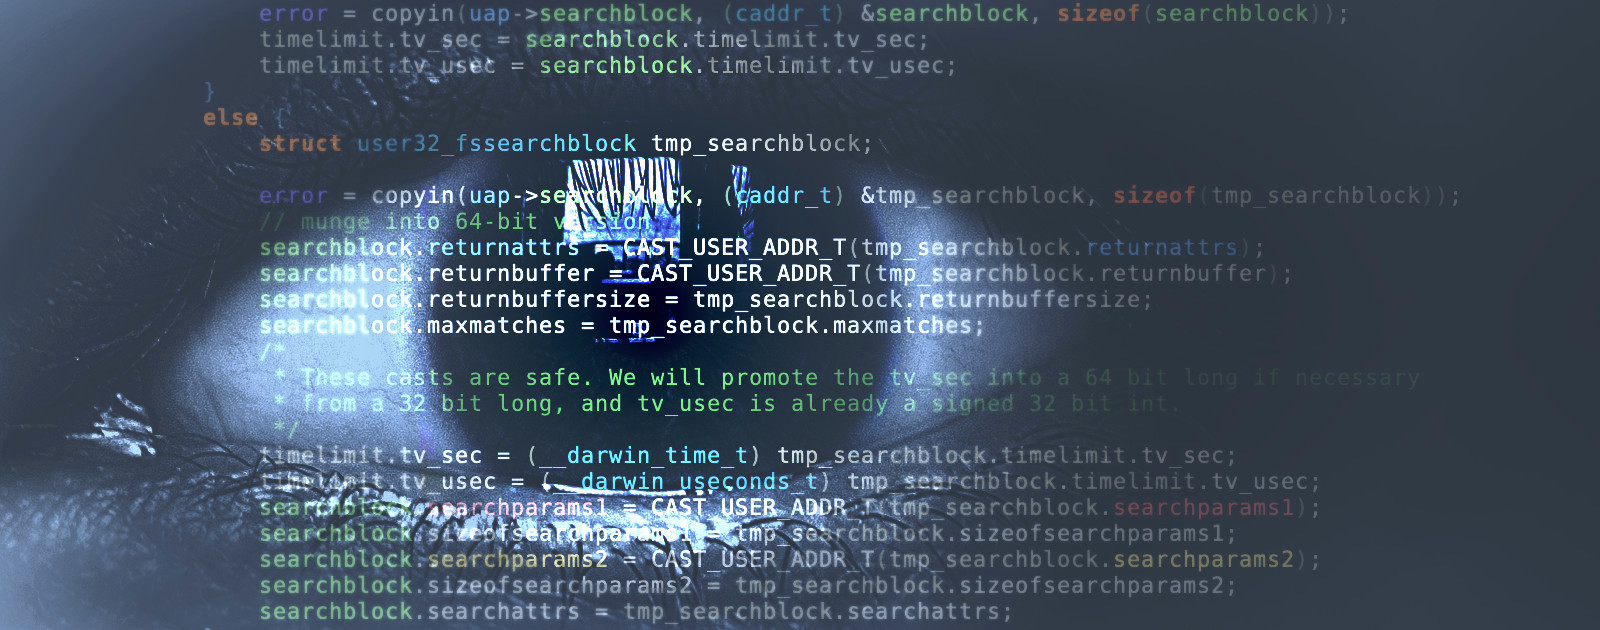 error = copyin(uap->searchblock, (caddr_t) &searchblock, sizeof(searchblock));
timelimit.tv_sec = searchblock.timelimit.tv_sec;
timelimit.tv_usec = searchblock.timelimit.tv_usec;
}
else {
struct user32_fssearchblock tmp_searchblock;
error = copyin(uap->searchblock, (caddr_t) &tmp_searchblock, sizeof(tmp_searchblock));
// munge into 64-bit version
searchblock.returnattrs = CAST_USER_ADDR_T(tmp_searchblock.returnattrs);
searchblock.returnbuffer = CAST_USER_ADDR_T(tmp_searchblock.returnbuffer);
searchblock.returnbuffersize = tmp_searchblock.returnbuffersize;
searchblock.maxmatches = tmp_searchblock.maxmatches;
/*
* These casts are safe. We will promote the tv_sec into a 64 bit long if necessary
* from a 32 bit long, and tv_usec is already a signed 32 bit int.
*/
timelimit.tv_sec = (__darwin_time_t) tmp_searchblock.timelimit.tv_sec;
timelimit.tv_usec = (__darwin_useconds_t) tmp_searchblock.timelimit.tv_usec;
searchblock.searchparams1 = CAST_USER_ADDR_T(tmp_searchblock.searchparams1);
searchblock.sizeofsearchparams1 = tmp_searchblock.sizeofsearchparams1;
searchblock.searchparams2 = CAST_USER_ADDR_T(tmp_searchblock.searchparams2);
searchblock.sizeofsearchparams2 = tmp_searchblock.sizeofsearchparams2;
searchblock.searchattrs = tmp_searchblock.searchattrs;